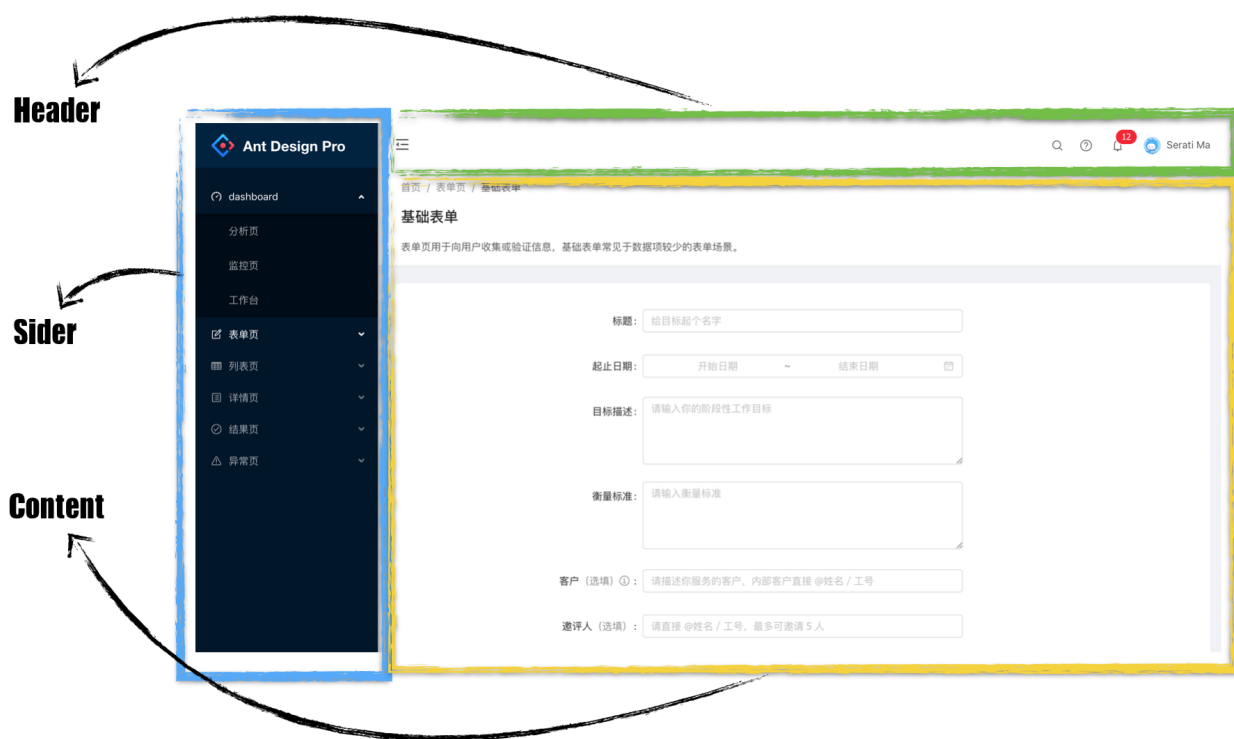 Header
Ant Design Pro
12
Serati Ma
dashboard
首页 / 表单页 / 基础表单
基础表单
分析页
表单页用于向用户收集或验证信息，基础表单常见于数据项较少的表单场景。
监控页
工作台
Sider
表单页
标题：
给目标起个名字
列表页
起止日期：
开始日期 ~ 结束日期
详情页
目标描述：
请输入你的阶段性工作目标
结果页
异常页
Content
衡量标准：
请输入衡量标准
客户（选填）：
请描述你服务的客户，内部客户直接 @姓名 / 工号
邀评人（选填）：
请直接 @姓名 / 工号，最多可邀请 5 人